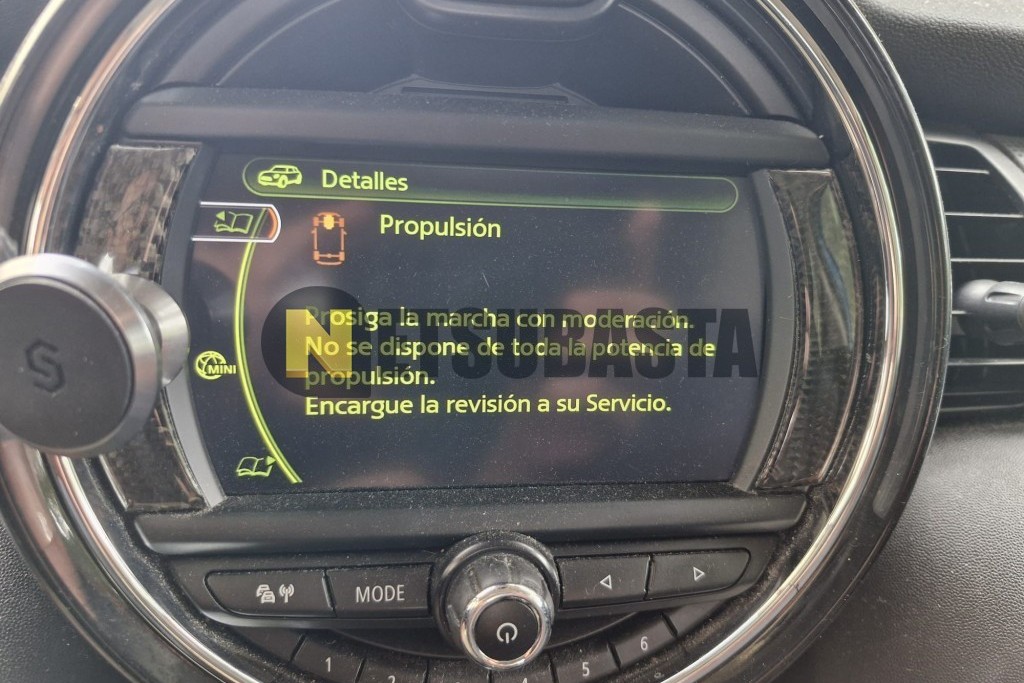 Detalles
Propulsión
Prosiga la marcha con moderación.
No se dispone de toda la potencia de
propulsión.
Encargue la revisión a su Servicio.
NETSUBASTA
MINI
S
MODE
1
2
4
5
6